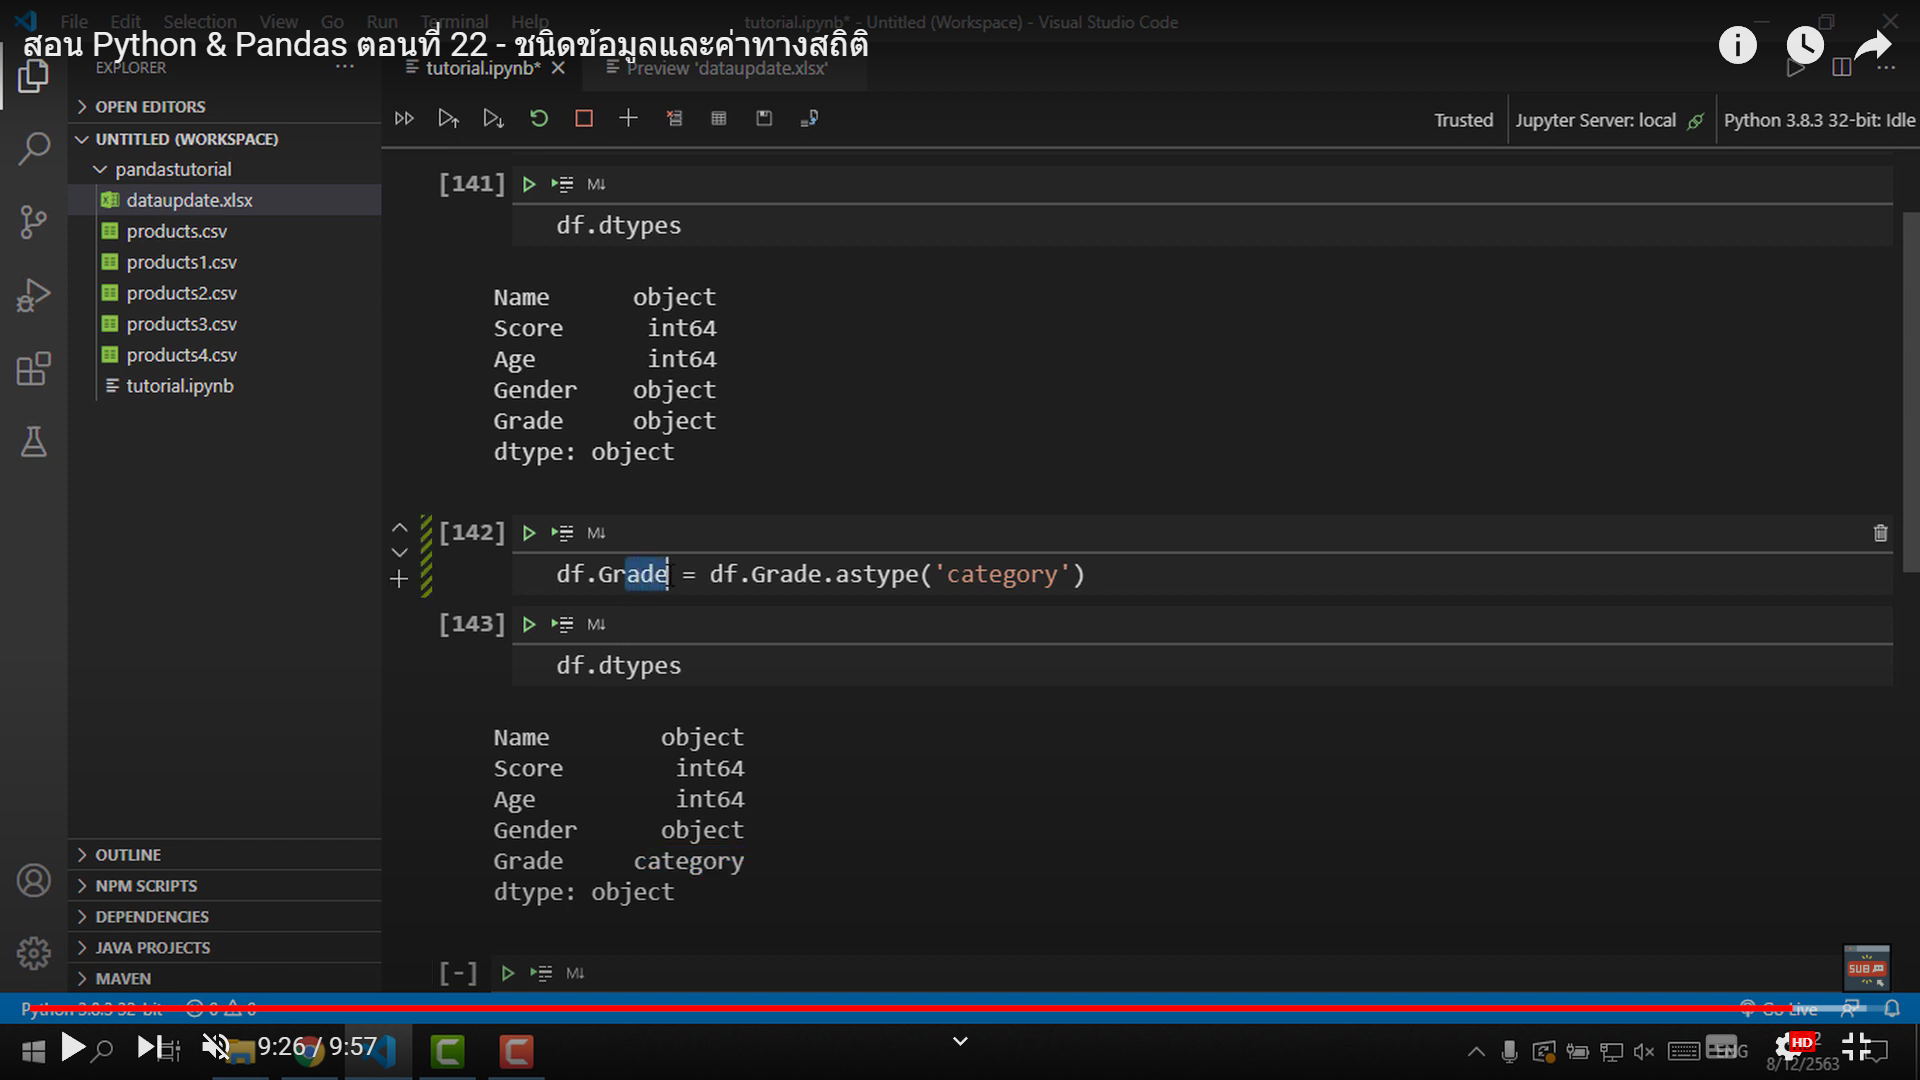 File Edit Selection View Go Run Terminal Help
tutorial.ipynb* - Untitled (Workspace) - Visual Studio Code
สอน Python & Pandas ตอนที่ 22 - ชนิดข้อมูลและค่าทางสถิติ
EXPLORER
tutorial.ipynb*
Preview 'dataupdate.xlsx'
OPEN EDITORS
UNTITLED (WORKSPACE)
pandastutorial
dataupdate.xlsx
products.csv
products1.csv
products2.csv
products3.csv
products4.csv
tutorial.ipynb
Trusted
Jupyter Server: local
Python 3.8.3 32-bit: Idle
[141]
M↓
df.dtypes
Name object
Score int64
Age int64
Gender object
Grade object
dtype: object
[142]
M↓
df.Grade = df.Grade.astype('category')
[143]
M↓
df.dtypes
Name object
Score int64
Age int64
Gender object
Grade category
dtype: object
[-]
M↓
OUTLINE
NPM SCRIPTS
DEPENDENCIES
JAVA PROJECTS
MAVEN
SUB
Python 3.8.3 32-bit
0 0
Go Live
9:26 / 9:57
ENG
HD
8/12/2563